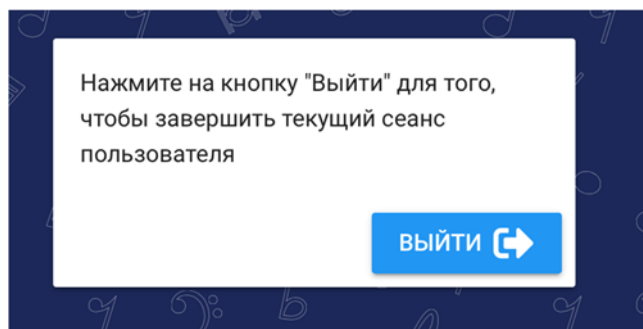 Нажмите на кнопку "Выйти" для того,
чтобы завершить текущий сеанс
пользователя
ВЫЙТИ